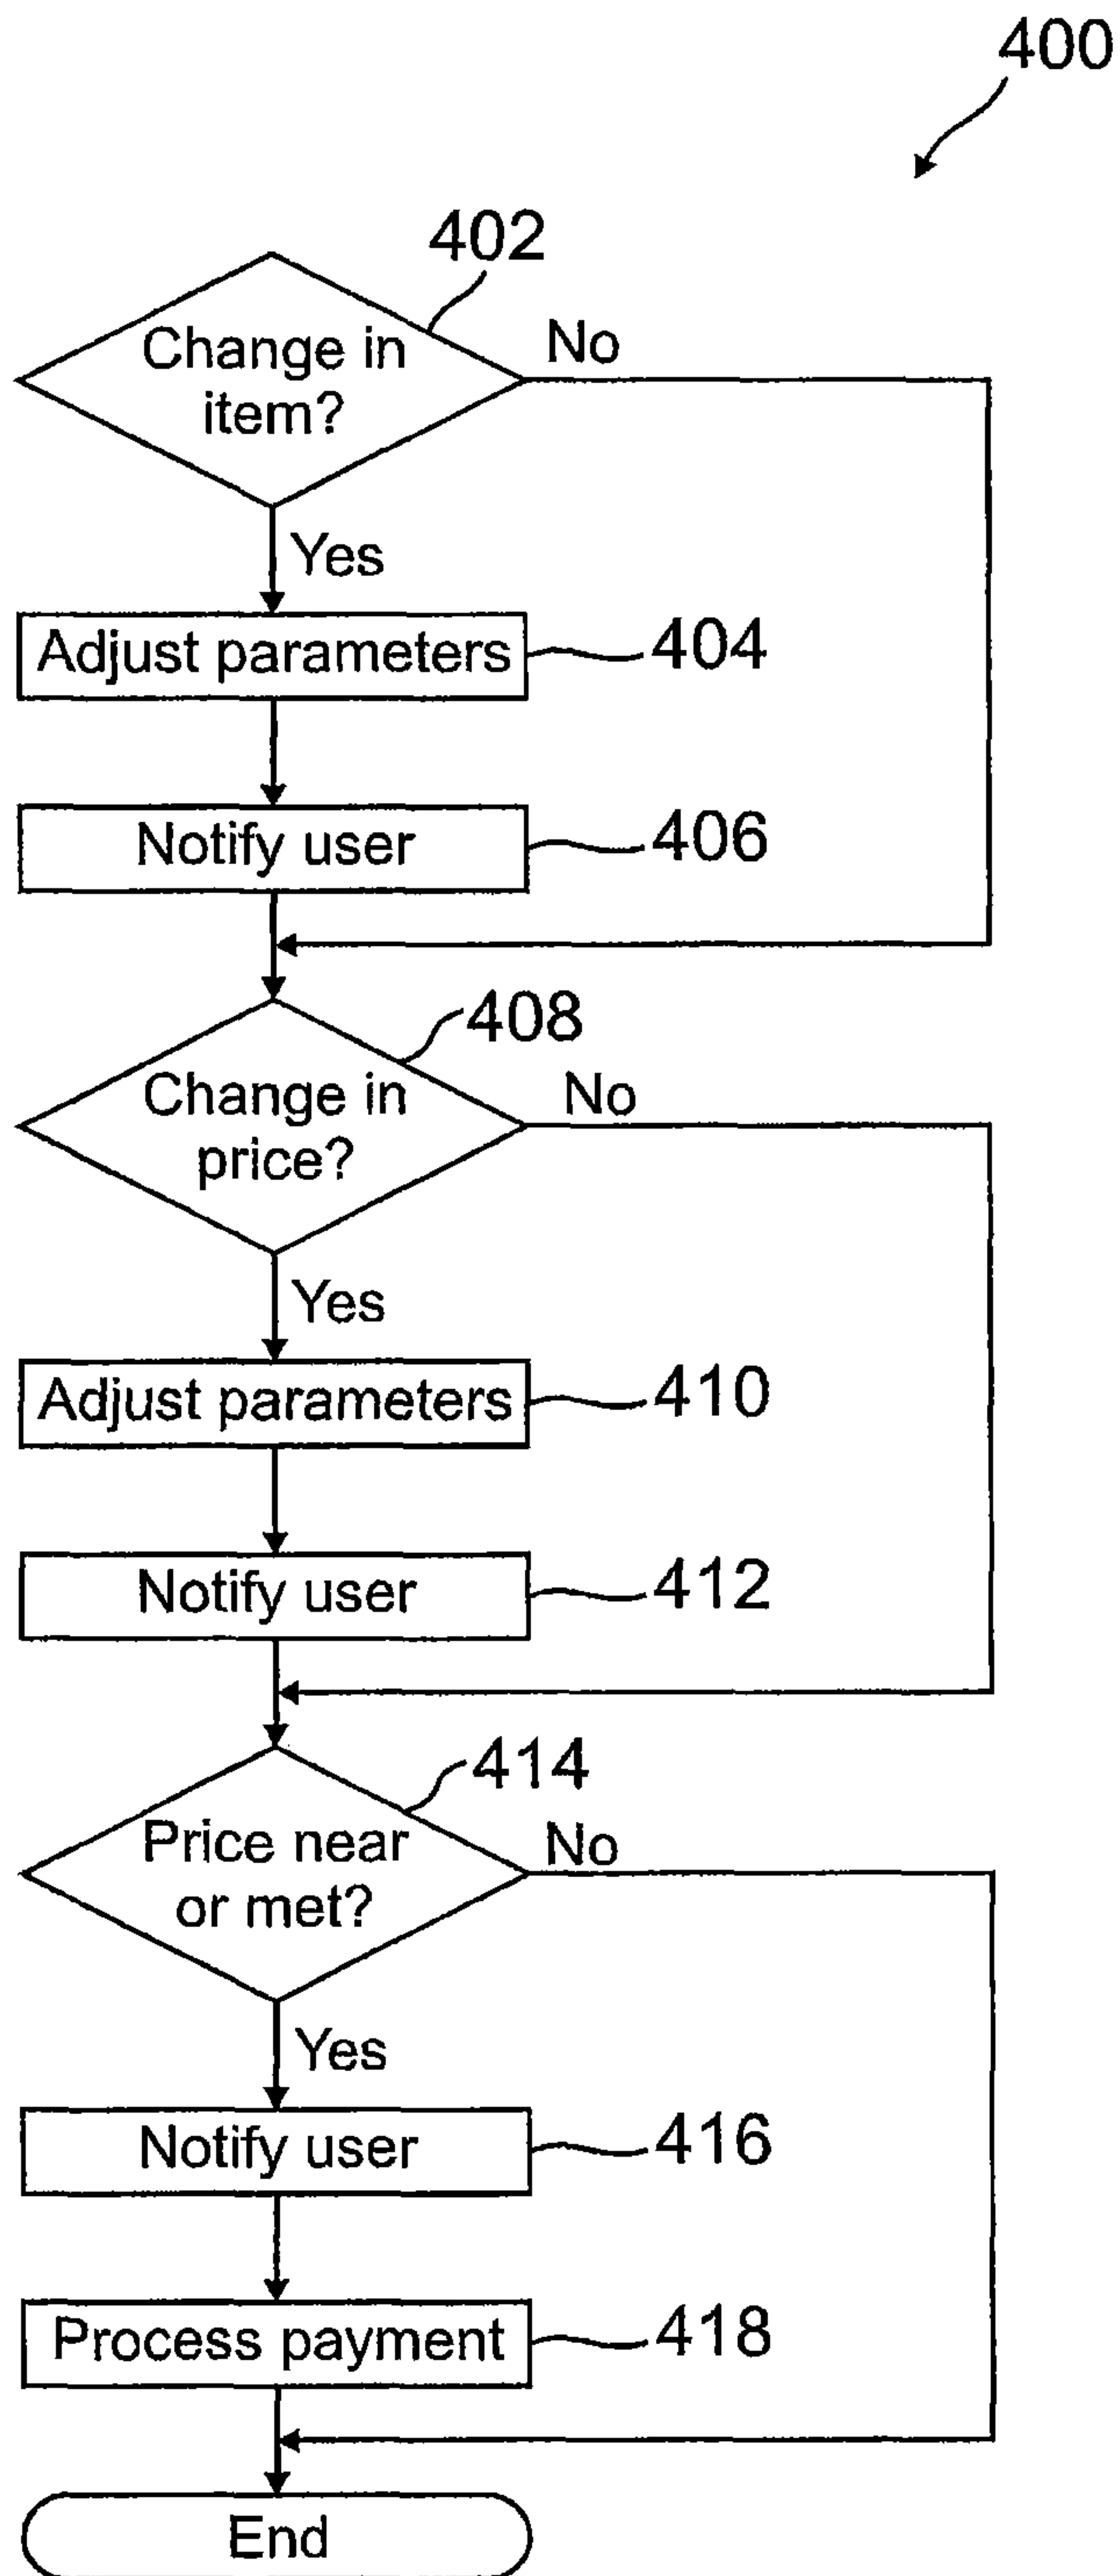 400
402
Change in
item?
No
Yes
Adjust parameters
404
Notify user
406
408
Change in
price?
No
Yes
Adjust parameters
410
Notify user
412
414
Price near
or met?
No
Yes
Notify user
416
Process payment
418
End